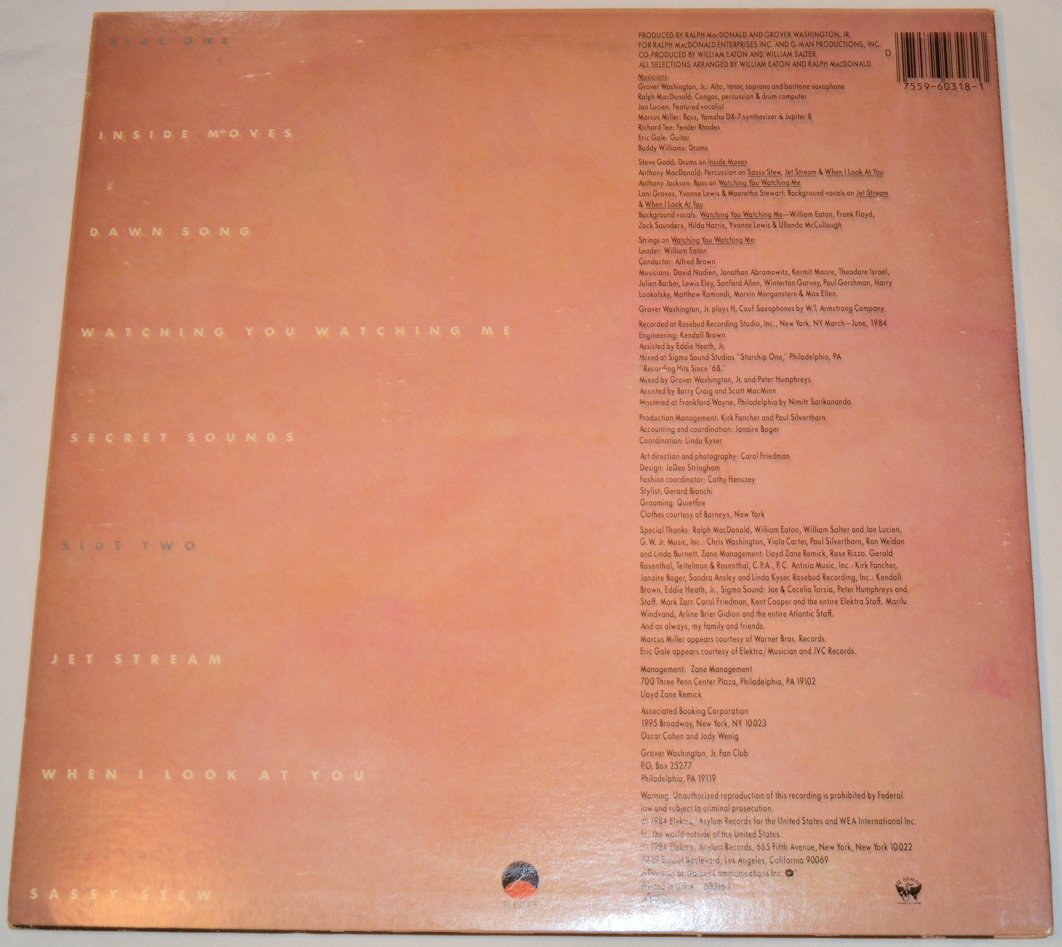 SIDE ONE
INSIDE MOVES
DAWN SONG
WATCHING YOU WATCHING ME
SECRET SOUNDS
SIDE TWO
JET STREAM
WHEN I LOOK AT YOU
SASSY STEW
PRODUCED BY RALPH MacDONALD AND GROVER WASHINGTON, JR.
FOR RALPH MacDONALD ENTERPRISES INC. AND G-MAN PRODUCTIONS, INC.
CO-PRODUCED BY WILLIAM EATON AND WILLIAM SALTER
ALL SELECTIONS ARRANGED BY WILLIAM EATON AND RALPH MacDONALD
0
7559-60318-1
Musicians:
Grover Washington, Jr.: Alto, tenor, soprano and baritone saxophone
Ralph MacDonald: Congas, percussion & drum computer
Jon Lucien: Featured vocalist
Marcus Miller: Bass, Yamaha DX-7 synthesizer & Jupiter 8
Richard Tee: Fender Rhodes
Eric Gale: Guitar
Buddy Williams: Drums
Steve Gadd: Drums on Inside Moves
Anthony MacDonald: Percussion on Sassy Stew, Jet Stream & When I Look At You
Anthony Jackson: Bass on Watching You Watching Me
Lani Groves, Yvonne Lewis & Maeretha Stewart: Background vocals on Jet Stream
& When I Look At You
Background vocals: Watching You Watching Me—William Eaton, Frank Floyd,
Zack Saunders, Hilda Harris, Yvonne Lewis & Ullanda McCullough
Strings on Watching You Watching Me:
Leader: William Eaton
Conductor: Alfred Brown
Musicians: David Nadien, Jonathan Abromowitz, Kermit Moore, Theodore Israel,
Julien Barber, Lewis Eley, Sanford Allen, Winterton Garvey, Paul Gershman, Harry
Lookofsky, Matthew Ramondi, Marvin Morganstern & Max Ellen.
Grover Washington, Jr. plays H. Couf Saxophones by W.T. Armstrong Company
Recorded at Rosebud Recording Studio, Inc., New York, NY March—June, 1984
Engineering: Kendall Brown
Assisted by Eddie Heath, Jr.
Mixed at Sigma Sound Studios "Starship One," Philadelphia, PA
"Recording Hits Since '68."
Mixed by Grover Washington, Jr. and Peter Humphreys
Assisted by Barry Craig and Scott MacMinn
Mastered at Frankford Wayne, Philadelphia by Nimitr Sarikananda
Production Management: Kirk Fancher and Paul Silverthorn
Accounting and coordination: Janaire Boger
Coordination: Linda Kyser
Art direction and photography: Carol Friedman
Design: JoDee Stringham
Fashion coordinator: Cathy Henszey
Stylist: Gerard Bianchi
Grooming: Quietfire
Clothes courtesy of Barneys, New York
Special Thanks: Ralph MacDonald, William Eaton, William Salter and Jon Lucien,
G. W. Jr. Music, Inc.: Chris Washington, Viola Carter, Paul Silverthorn, Ron Weldon
and Linda Burnett. Zane Management: Lloyd Zane Remick, Rose Rizzo. Gerald
Rosenthal, Teitelman & Rosenthal, C.P.A., P.C. Antisia Music, Inc.: Kirk Fancher,
Janaire Boger, Sandra Ansley and Linda Kyser. Rosebud Recording, Inc.: Kendall
Brown, Eddie Heath, Jr., Sigma Sound: Joe & Cecelia Tarsia, Peter Humphreys and
Staff. Mark Zarr. Carol Friedman, Kent Cooper and the entire Elektra Staff. Marilu
Windvand, Arline Brier Gidion and the entire Atlantic Staff.
And as always, my family and friends.
Marcus Miller appears courtesy of Warner Bros. Records.
Eric Gale appears courtesy of Elektra/Musician and JVC Records.
Management: Zane Management
700 Three Penn Center Plaza, Philadelphia, PA 19102
Lloyd Zane Remick
Associated Booking Corporation
1995 Broadway, New York, NY 10023
Oscar Cohen and Jody Wenig
Grover Washington, Jr. Fan Club
P.O. Box 25277
Philadelphia, PA 19119
Warning: Unauthorized reproduction of this recording is prohibited by Federal
law and subject to criminal prosecution.
℗ 1984 Elektra/Asylum Records for the United States and WEA International Inc.
for the world outside of the United States.
© 1984 Elektra/Asylum Records, 665 Fifth Avenue, New York, New York 10022
Sunset Boulevard, Los Angeles, California 90069
A Division of Warner Communications Inc.
Printed in U.S.A. 60318-1
G MAN